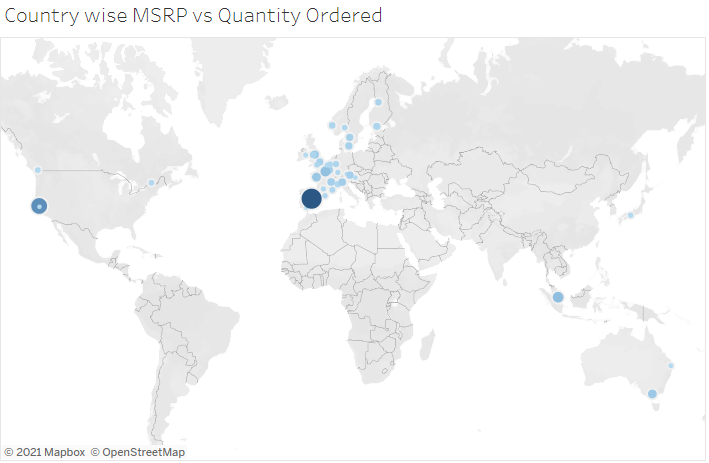 Country wise MSRP vs Quantity Ordered
© 2021 Mapbox © OpenStreetMap